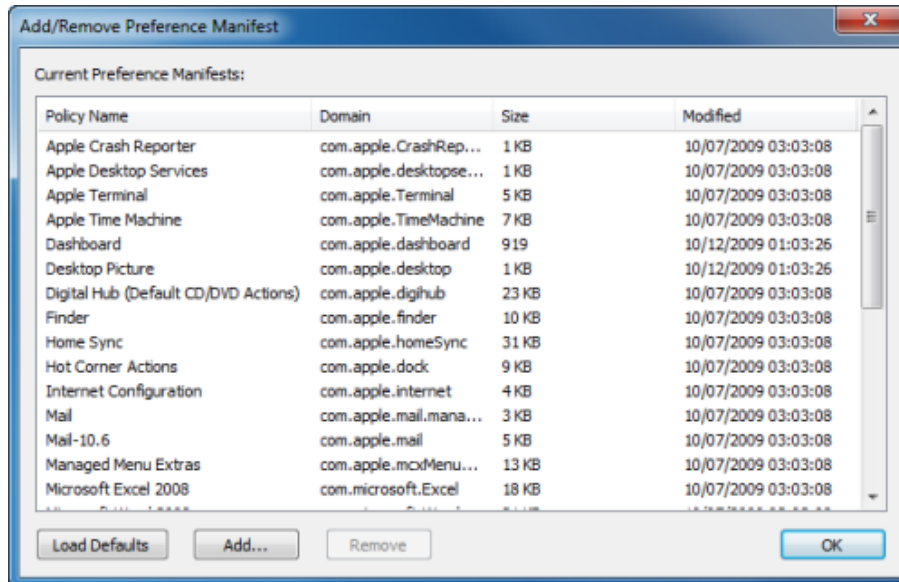 Add/Remove Preference Manifest
Current Preference Manifests:
Policy Name Domain Size Modified
Apple Crash Reporter com.apple.CrashRep... 1 KB 10/07/2009 03:03:08
Apple Desktop Services com.apple.desktopse... 1 KB 10/07/2009 03:03:08
Apple Terminal com.apple.Terminal 5 KB 10/07/2009 03:03:08
Apple Time Machine com.apple.TimeMachine 7 KB 10/07/2009 03:03:08
Dashboard com.apple.dashboard 919 10/12/2009 01:03:26
Desktop Picture com.apple.desktop 1 KB 10/12/2009 01:03:26
Digital Hub (Default CD/DVD Actions) com.apple.digihub 23 KB 10/07/2009 03:03:08
Finder com.apple.finder 10 KB 10/07/2009 03:03:08
Home Sync com.apple.homeSync 31 KB 10/07/2009 03:03:08
Hot Corner Actions com.apple.dock 9 KB 10/07/2009 03:03:08
Internet Configuration com.apple.internet 4 KB 10/07/2009 03:03:08
Mail com.apple.mail.mana... 3 KB 10/07/2009 03:03:08
Mail-10.6 com.apple.mail 5 KB 10/07/2009 03:03:08
Managed Menu Extras com.apple.mcxMenu... 13 KB 10/07/2009 03:03:08
Microsoft Excel 2008 com.microsoft.Excel 18 KB 10/07/2009 03:03:08
Load Defaults Add... Remove OK